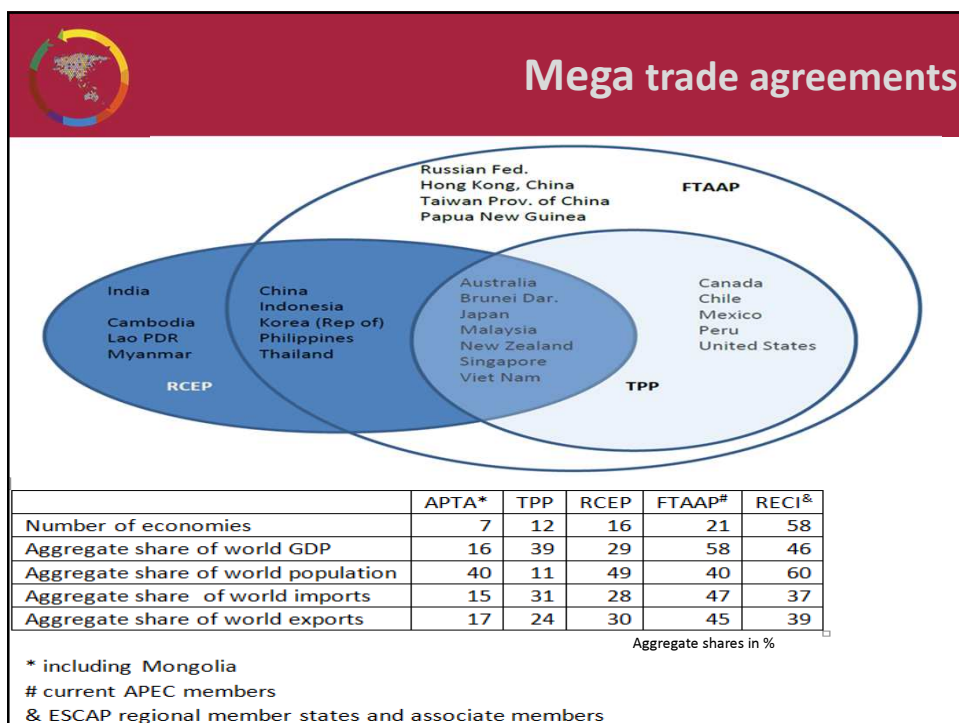 Mega trade agreements
Russian Fed.
Hong Kong, China
Taiwan Prov. of China
Papua New Guinea
FTAAP
India
Cambodia
Lao PDR
Myanmar
RCEP
China
Indonesia
Korea (Rep of)
Philippines
Thailand
Australia
Brunei Dar.
Japan
Malaysia
New Zealand
Singapore
Viet Nam
Canada
Chile
Mexico
Peru
United States
TPP
APTA* TPP RCEP FTAAP# RECI&
Number of economies 7 12 16 21 58
Aggregate share of world GDP 16 39 29 58 46
Aggregate share of world population 40 11 49 40 60
Aggregate share of world imports 15 31 28 47 37
Aggregate share of world exports 17 24 30 45 39
Aggregate shares in %
* including Mongolia
# current APEC members
& ESCAP regional member states and associate members